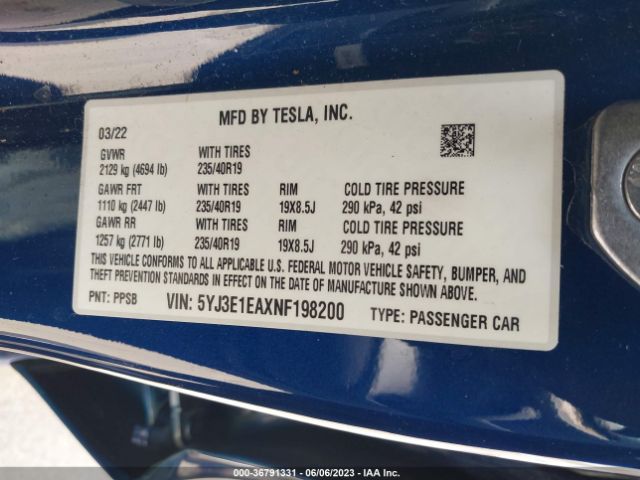 MFD BY TESLA, INC.
03/22
GVWR WITH TIRES
2129 kg (4694 lb) 235/40R19
GAWR FRT WITH TIRES RIM COLD TIRE PRESSURE
1110 kg (2447 lb) 235/40R19 19X8.5J 290 kPa, 42 psi
GAWR RR WITH TIRES RIM COLD TIRE PRESSURE
1257 kg (2771 lb) 235/40R19 19X8.5J 290 kPa, 42 psi
THIS VEHICLE CONFORMS TO ALL APPLICABLE U.S. FEDERAL MOTOR VEHICLE SAFETY, BUMPER, AND
THEFT PREVENTION STANDARDS IN EFFECT ON THE DATE OF MANUFACTURE SHOWN ABOVE.
PNT: PPSB VIN: 5YJ3E1EAXNF198200 TYPE: PASSENGER CAR
000-36791331 - 06/06/2023 - IAA Inc.